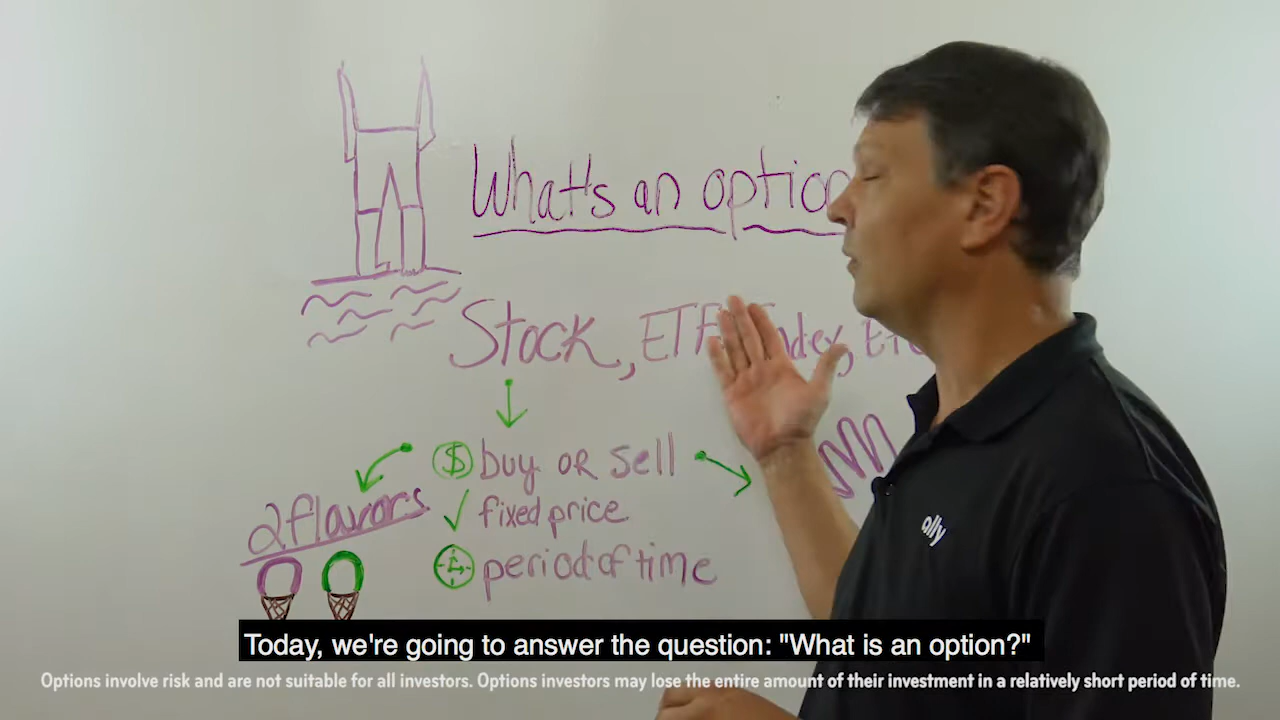 What's an optio
Stock, ETF, Index, Etc
$ buy or sell
✓ fixed price
2 flavors
period of time
ally
Today, we're going to answer the question: "What is an option?"
Options involve risk and are not suitable for all investors. Options investors may lose the entire amount of their investment in a relatively short period of time.